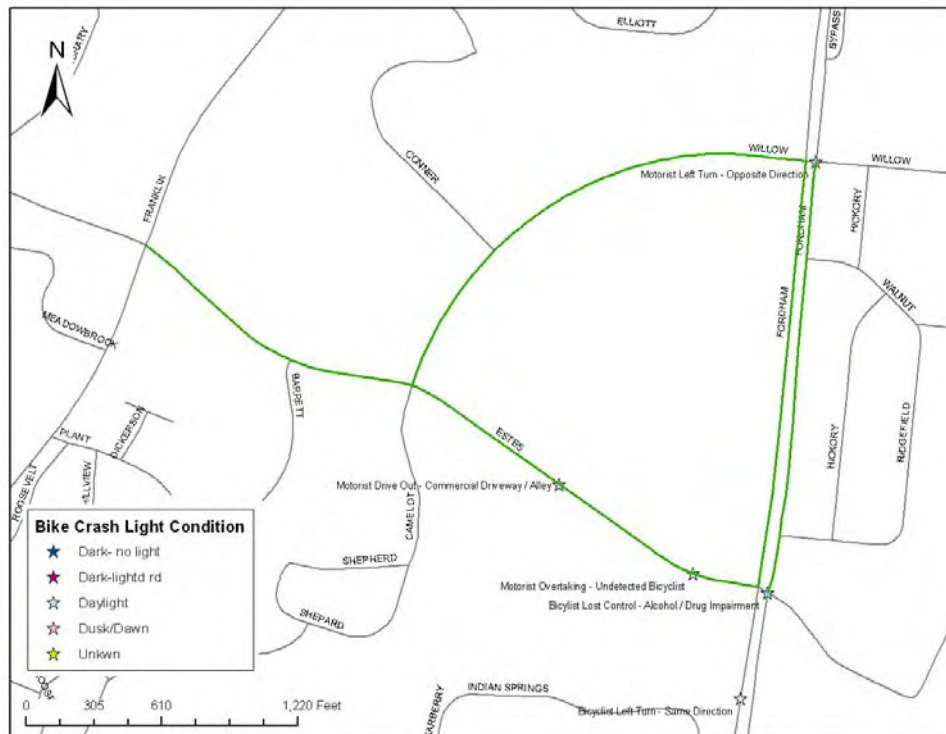 ELLIOTT
BYPASS
N
WILLOW
WILLOW
Motorist Left Turn - Opposite Direction
CONNER
FRANKLIN
FORDHAM
HICKORY
FORDHAM
WALNUT
MEADOWBROOK
BARRETT
DICKERSON
PLANT
ESTES
HICKORY
RIDGEFIELD
ROOSEVELT
Motorist Drive Out - Commercial Driveway / Alley
CAMELOT
Bike Crash Light Condition
Dark- no light
Dark-lightd rd
Daylight
Dusk/Dawn
Unkwn
SHEPHERD
SHEPARD
Motorist Overtaking - Undetected Bicyclist
Bicylist Lost Control - Alcohol / Drug Impairment
INDIAN SPRINGS
Bicyclist Left Turn - Same Direction
0 305 610 1,220 Feet